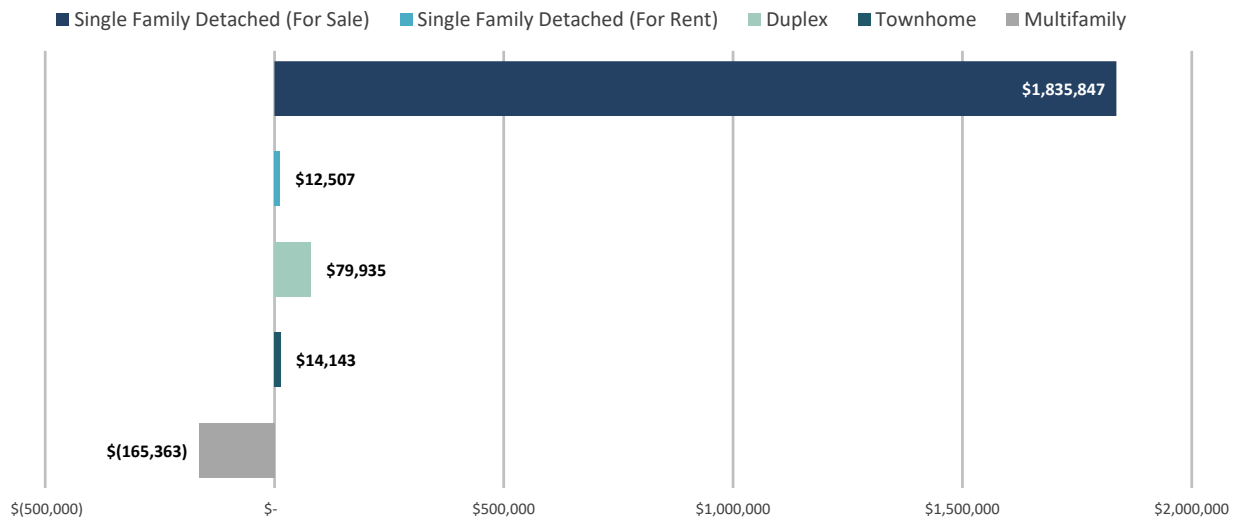 Single Family Detached (For Sale) Single Family Detached (For Rent) Duplex Townhome Multifamily
$1,835,847
$12,507
$79,935
$14,143
$(165,363)
$(500,000) $- $500,000 $1,000,000 $1,500,000 $2,000,000